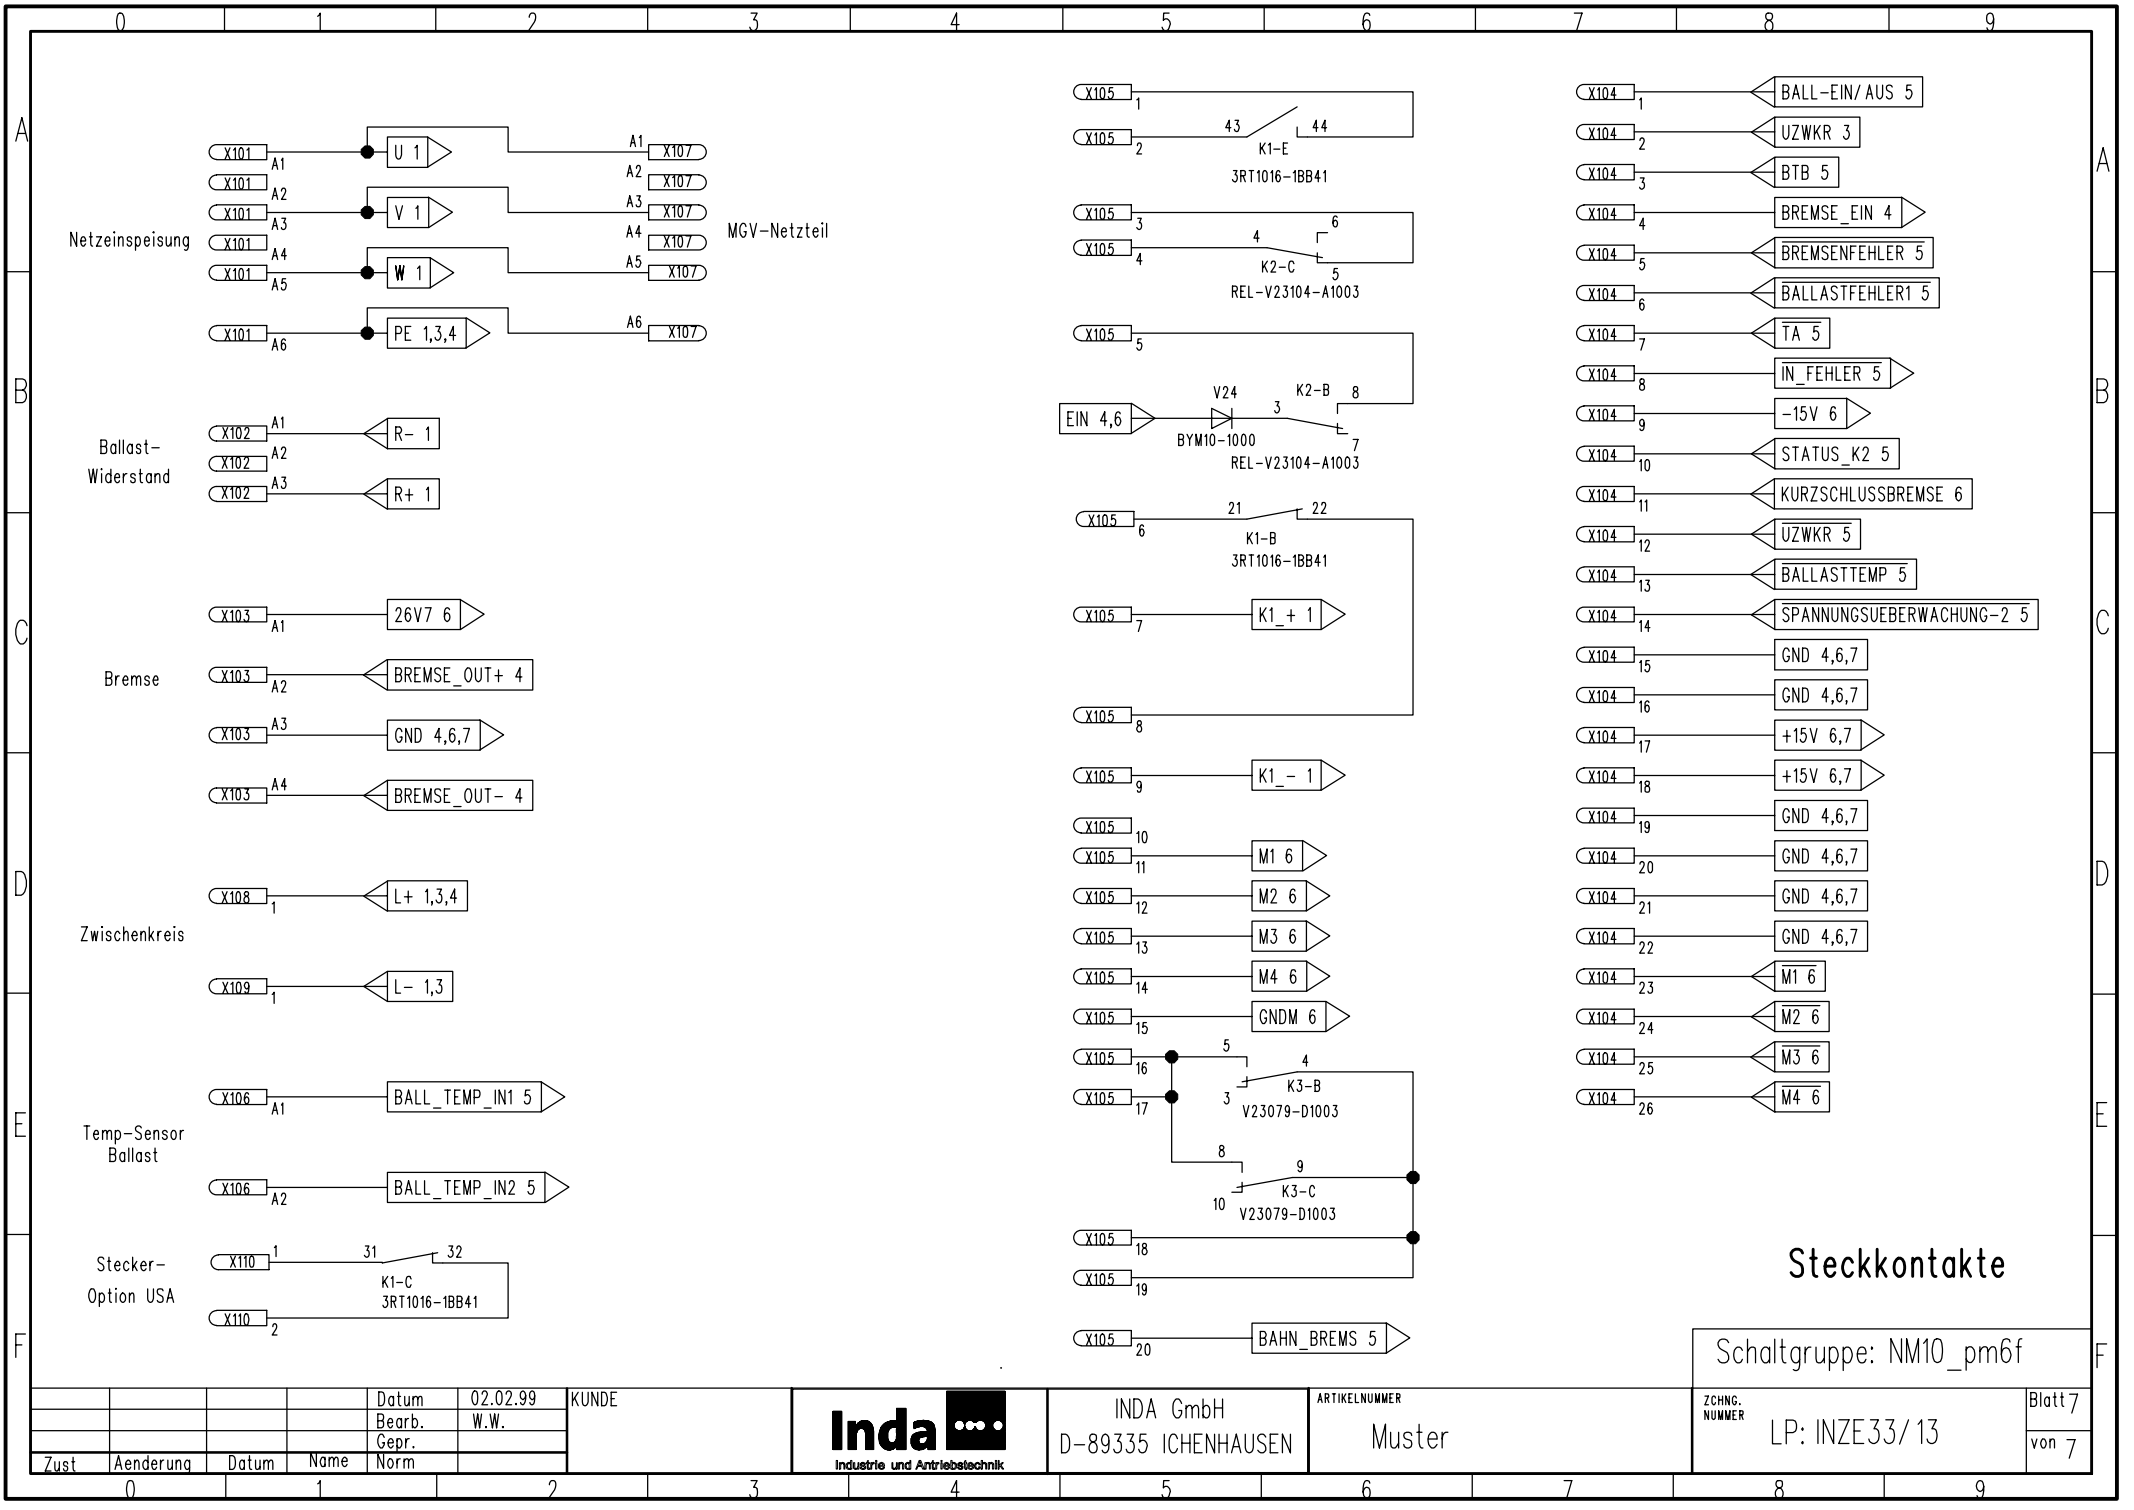 0 1 2 3 4 5 6 7 8 9
A
B
C
D
E
F
A
B
C
D
E
F
Netzeinspeisung
X101 A1 U 1 A1 X107
X101 A2 A2 X107
X101 A3 V 1 A3 X107
X101 A4 A4 X107
X101 A5 W 1 A5 X107
X101 A6 PE 1,3,4 A6 X107
MGV-Netzteil
Ballast-
Widerstand
X102 A1 R- 1
X102 A2
X102 A3 R+ 1
Bremse
X103 A1 26V7 6
X103 A2 BREMSE_OUT+ 4
X103 A3 GND 4,6,7
X103 A4 BREMSE_OUT- 4
Zwischenkreis
X108 1 L+ 1,3,4
X109 1 L- 1,3
Temp-Sensor
Ballast
X106 A1 BALL_TEMP_IN1 5
X106 A2 BALL_TEMP_IN2 5
Stecker-
Option USA
X110 1 31 32
K1-C
3RT1016-1BB41
X110 2
X105 1
X105 2 43 44
K1-E
3RT1016-1BB41
X105 3 6
X105 4 4 5
K2-C
REL-V23104-A1003
X105 5
EIN 4,6 V24 3 K2-B 8
BYM10-1000 7
REL-V23104-A1003
X105 6 21 22
K1-B
3RT1016-1BB41
X105 7 K1_+ 1
X105 8
X105 9 K1_- 1
X105 10
X105 11 M1 6
X105 12 M2 6
X105 13 M3 6
X105 14 M4 6
X105 15 GNDM 6
X105 16 5 4
K3-B
X105 17 3
V23079-D1003
8 9
K3-C
10
V23079-D1003
X105 18
X105 19
X105 20 BAHN_BREMS 5
X104 1 BALL-EIN/AUS 5
X104 2 UZWKR 3
X104 3 BTB 5
X104 4 BREMSE_EIN 4
X104 5 BREMSENFEHLER 5
X104 6 BALLASTFEHLER1 5
X104 7 TA 5
X104 8 IN_FEHLER 5
X104 9 -15V 6
X104 10 STATUS_K2 5
X104 11 KURZSCHLUSSBREMSE 6
X104 12 UZWKR 5
X104 13 BALLASTTEMP 5
X104 14 SPANNUNGSUEBERWACHUNG-2 5
X104 15 GND 4,6,7
X104 16 GND 4,6,7
X104 17 +15V 6,7
X104 18 +15V 6,7
X104 19 GND 4,6,7
X104 20 GND 4,6,7
X104 21 GND 4,6,7
X104 22 GND 4,6,7
X104 23 M1 6
X104 24 M2 6
X104 25 M3 6
X104 26 M4 6
Steckkontakte
Schaltgruppe: NM10_pm6f
Datum 02.02.99
Bearb. W.W.
Gepr.
Zust Aenderung Datum Name Norm
KUNDE
Inda
Industrie und Antriebstechnik
INDA GmbH
D-89335 ICHENHAUSEN
ARTIKELNUMMER
Muster
ZCHNG.
NUMMER
LP: INZE33/13
Blatt 7
von 7
0 1 2 3 4 5 6 7 8 9